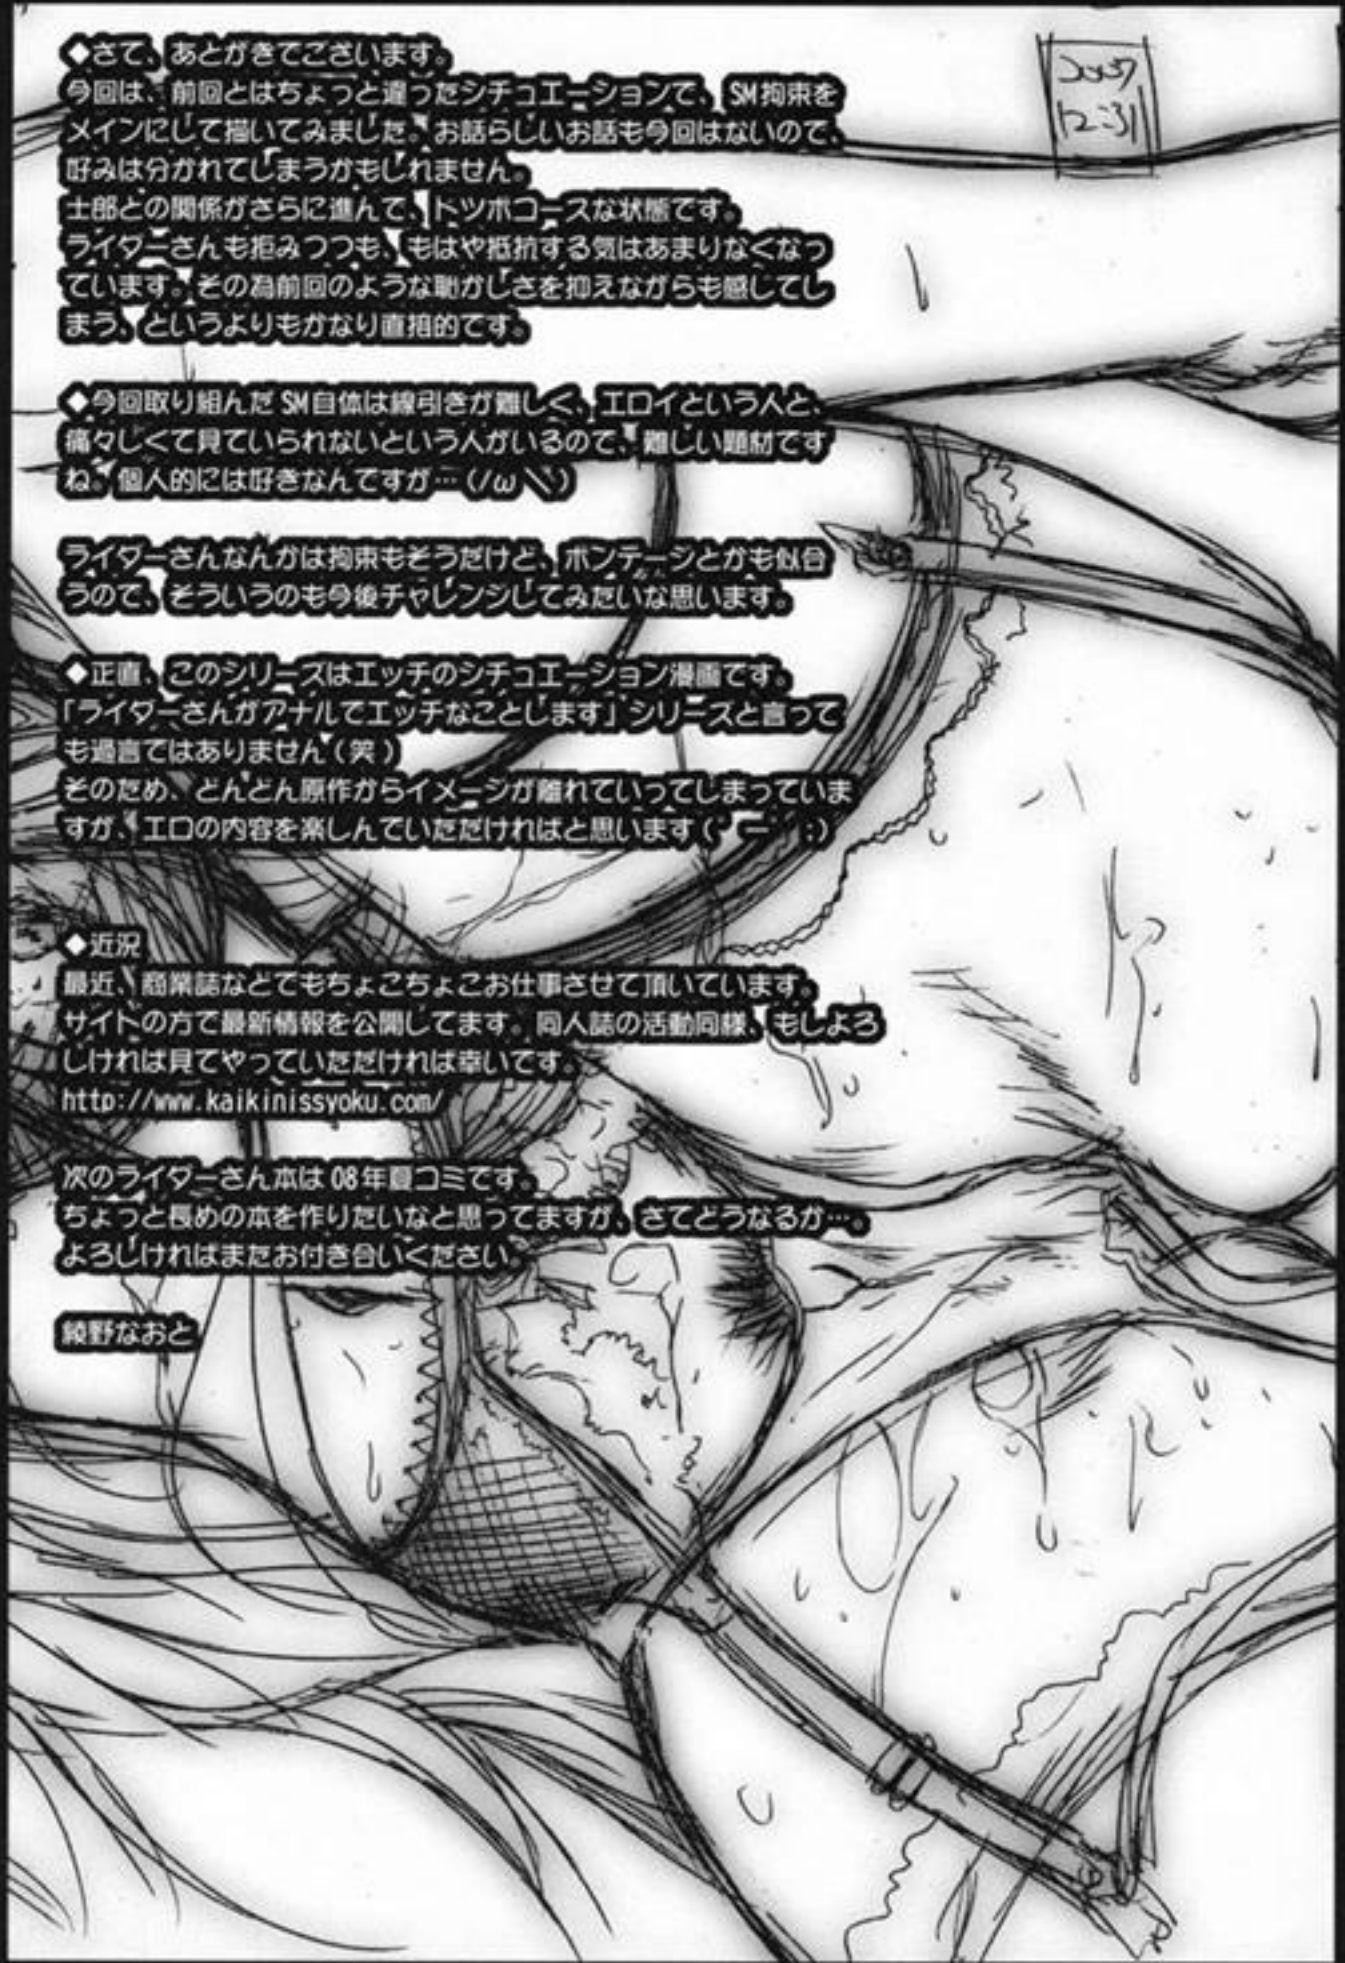 ◆さて、あとがきでございます。
今回は、前回とはちょっと違ったシチュエーションで、SM拘束を
メインにして描いてみました。お話らしいお話も今回はないので、
好みは分かれてしまうかもしれません。
士郎との関係がさらに進んで、ドツボコースな状態です。
ライダーさんも拒みつつも、もはや抵抗する気はあまりなくなっ
ています。その為前回のような恥かしさを抑えながらも感じてし
まう、というよりもかなり直接的です。
◆今回取り組んだSM自体は線引きが難しく、エロイという人と、
痛々しくて見ていられないという人がいるので、難しい題材です
ね。個人的には好きなんですが…(/ω＼)
ライダーさんなんかは拘束もそうだけど、ボンテージとかも似合
うので、そういうのも今後チャレンジしてみたいな思います。
◆正直、このシリーズはエッチのシチュエーション漫画です。
「ライダーさんがアナルでエッチなことします」シリーズと言って
も過言ではありません（笑）
そのため、どんどん原作からイメージが離れていってしまっていま
すが、エロの内容を楽しんでいただければと思います(゜ー゜;)
◆近況
最近、商業誌などでもちょこちょこお仕事させて頂いています。
サイトの方で最新情報を公開してます。同人誌の活動同様、もしよろ
しければ見てやっていただければ幸いです。
http://www.kaikinissyoku.com/
次のライダーさん本は08年夏コミです。
ちょっと長めの本を作りたいなと思ってますが、さてどうなるか…。
よろしければまたお付き合いください。
綾野なおと
2007
12:31